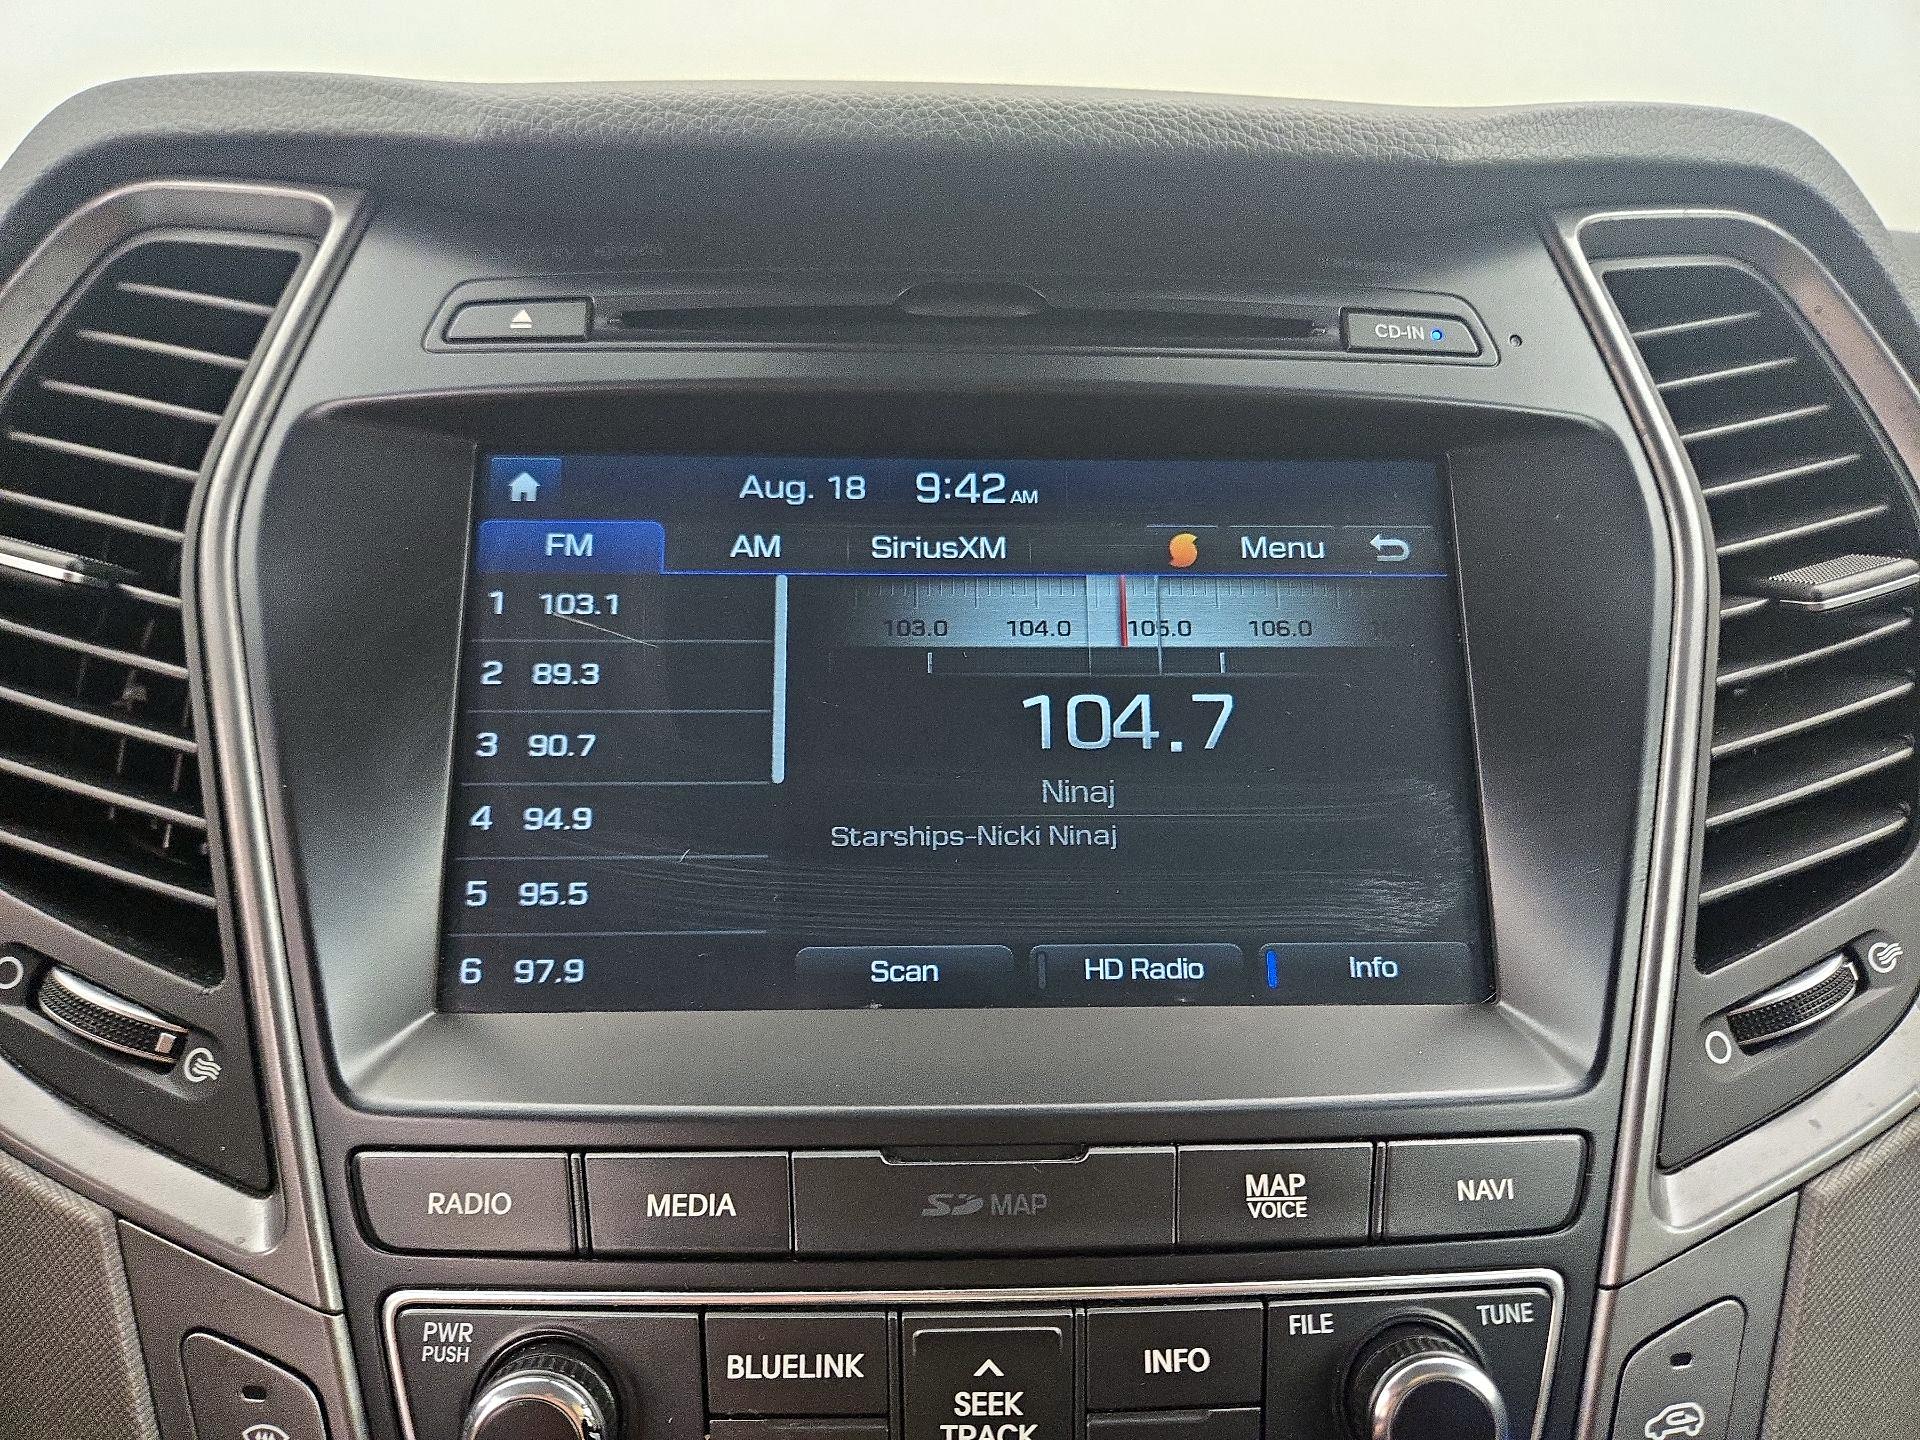 CD-IN
Aug. 18 9:42 AM
FM AM SiriusXM Menu
1 103.1
2 89.3
3 90.7
4 94.9
5 95.5
6 97.9
103.0 104.0 105.0 106.0
104.7
Ninaj
Starships-Nicki Ninaj
Scan HD Radio Info
RADIO MEDIA SD MAP MAP VOICE NAVI
PWR
PUSH
BLUELINK
SEEK
TRACK
INFO
FILE
TUNE